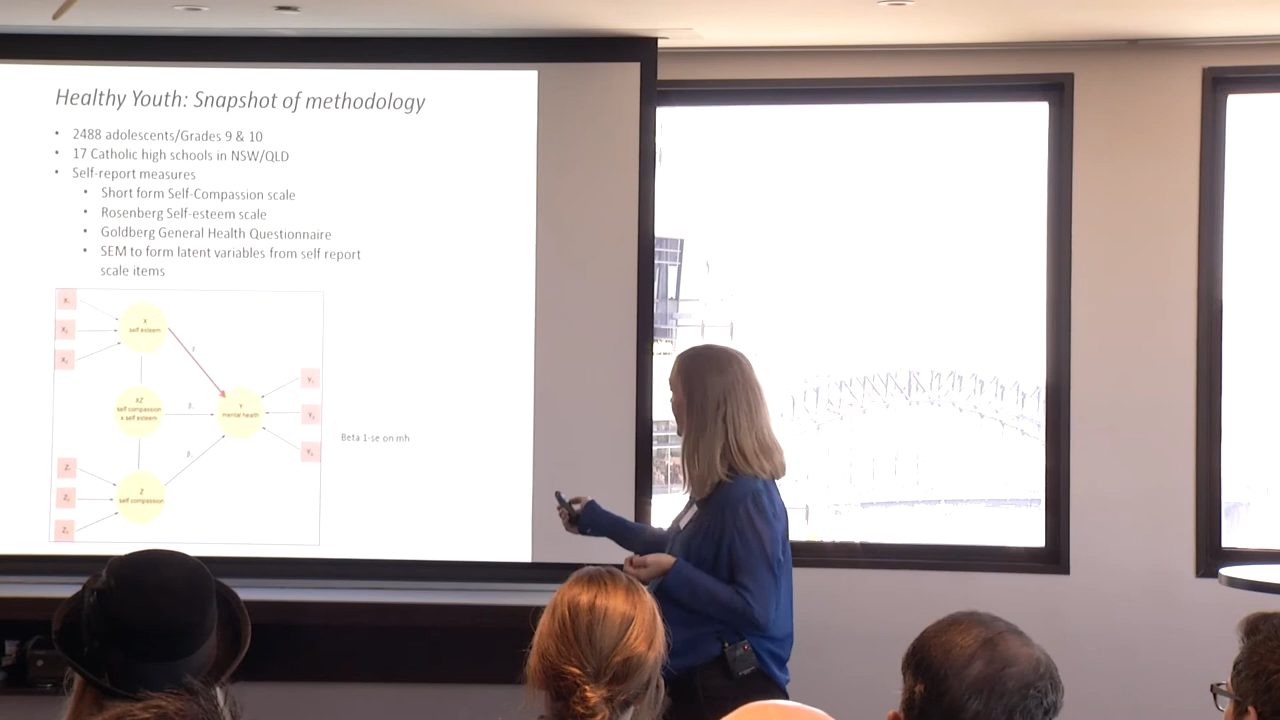 Healthy Youth: Snapshot of methodology
• 2488 adolescents/Grades 9 & 10
• 17 Catholic high schools in NSW/QLD
• Self-report measures
• Short form Self-Compassion scale
• Rosenberg Self-esteem scale
• Goldberg General Health Questionnaire
• SEM to form latent variables from self report
scale items
X
self esteem
XZ
self compassion
x self esteem
Y
mental health
Beta 1-se on mh
Z
self compassion